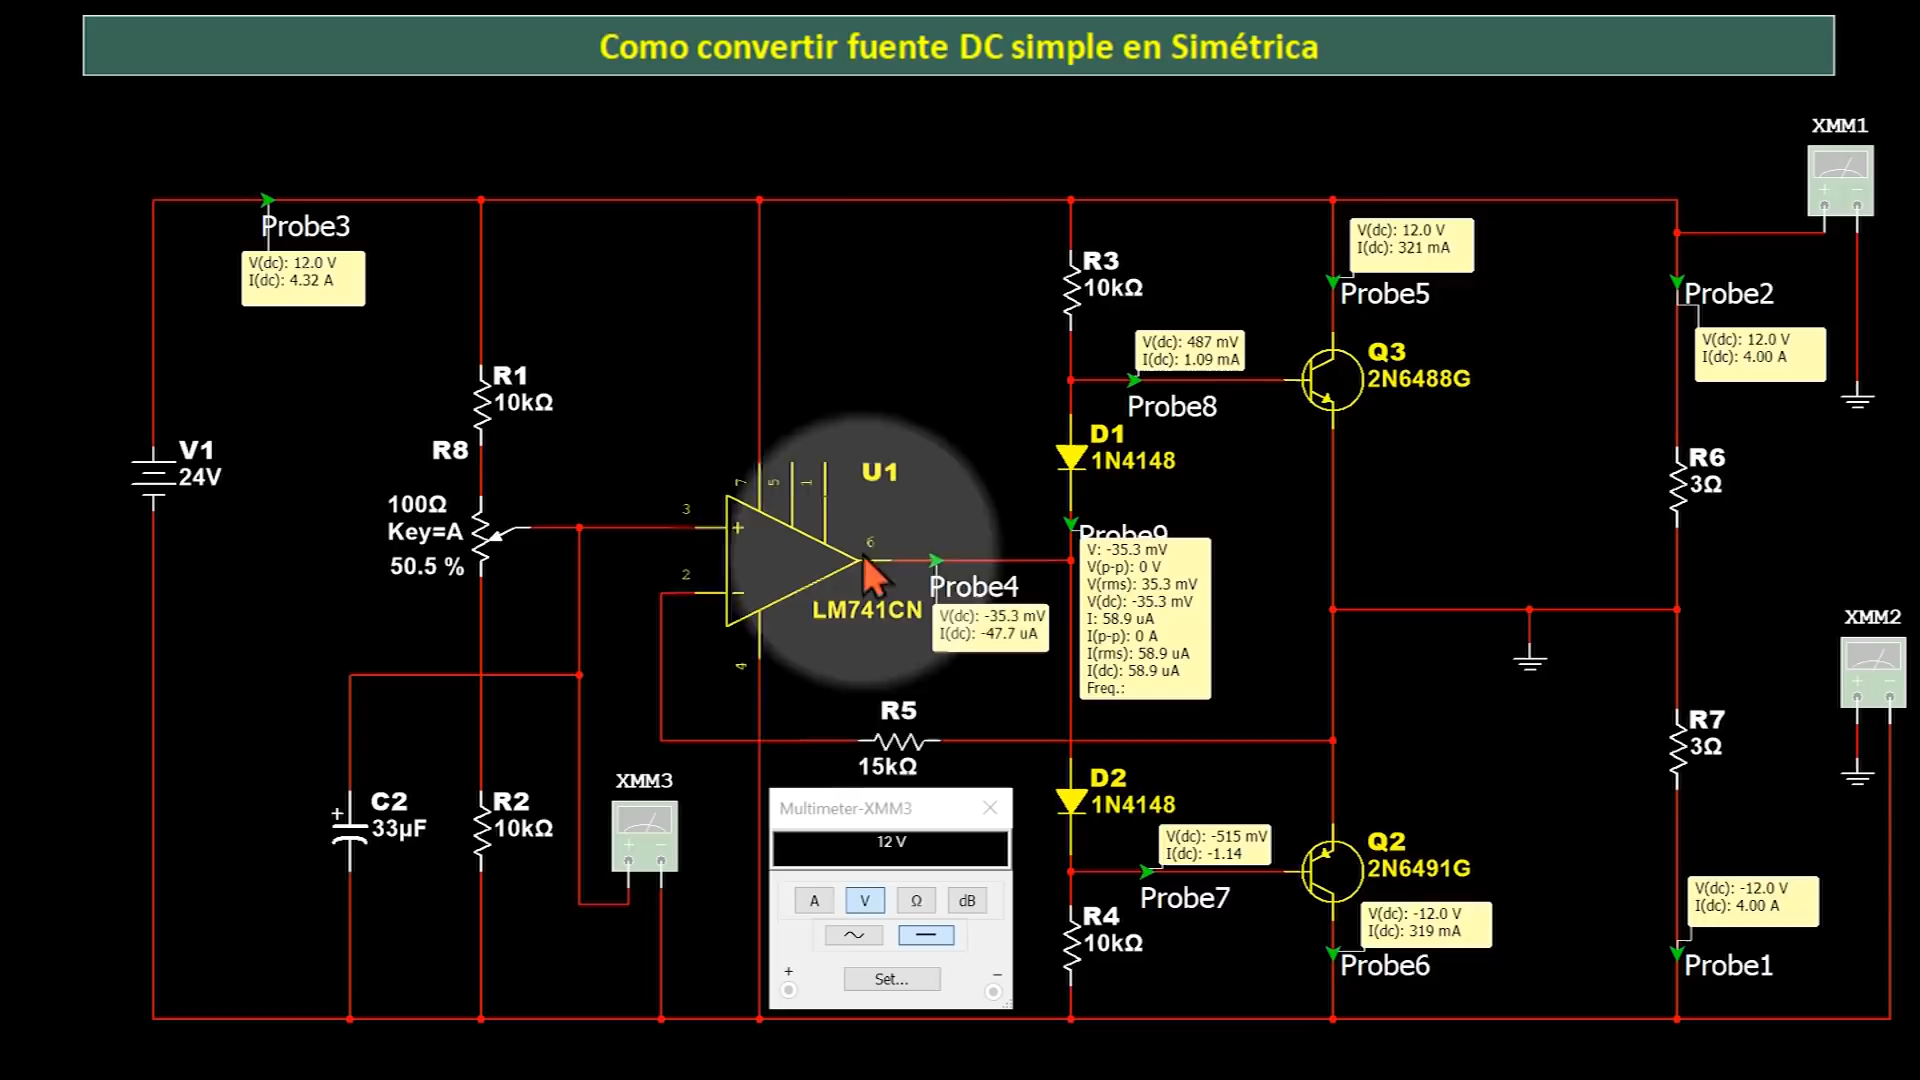 Como convertir fuente DC simple en Simétrica
XMM1
Probe3
V(dc): 12.0 V
I(dc): 4.32 A
V(dc): 12.0 V
I(dc): 321 mA
Probe5
Probe2
V(dc): 12.0 V
I(dc): 4.00 A
R3
10kΩ
V(dc): 487 mV
I(dc): 1.09 mA
Probe8
Q3
2N6488G
R1
10kΩ
R8
100Ω
Key=A
50.5 %
V1
24V
D1
1N4148
R6
3Ω
U1
7
5
1
3
+
6
2
−
4
LM741CN
Probe4
V(dc): -35.3 mV
I(dc): -47.7 uA
Probe9
V: -35.3 mV
V(p-p): 0 V
V(rms): 35.3 mV
V(dc): -35.3 mV
I: 58.9 uA
I(p-p): 0 A
I(rms): 58.9 uA
I(dc): 58.9 uA
Freq.:
XMM2
R5
15kΩ
R7
3Ω
XMM3
D2
1N4148
C2
33µF
+
R2
10kΩ
Multimeter-XMM3
12 V
A
V
Ω
dB
Set...
+
−
V(dc): -515 mV
I(dc): -1.14
Probe7
Q2
2N6491G
R4
10kΩ
V(dc): -12.0 V
I(dc): 319 mA
Probe6
V(dc): -12.0 V
I(dc): 4.00 A
Probe1